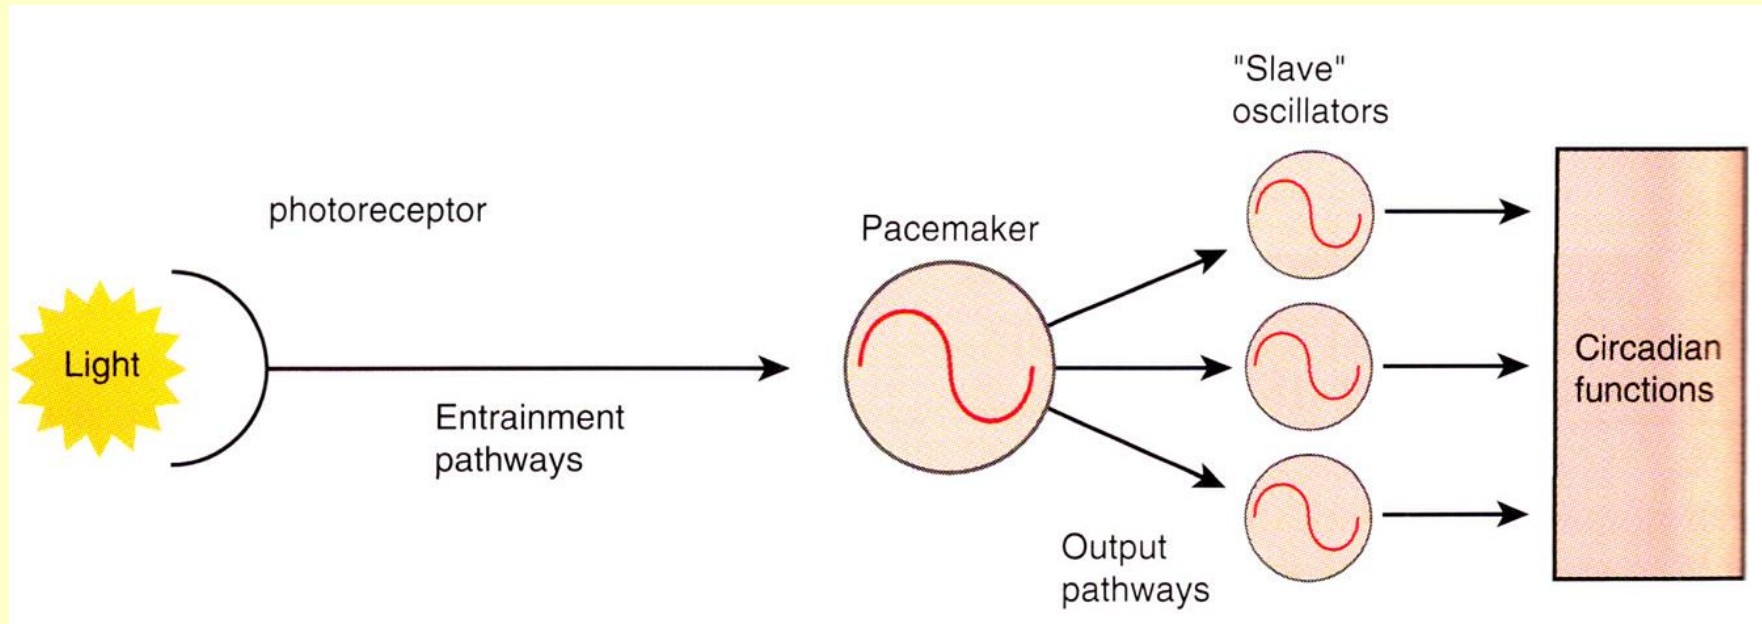 Light
photoreceptor
Entrainment
pathways
Pacemaker
"Slave"
oscillators
Output
pathways
Circadian
functions